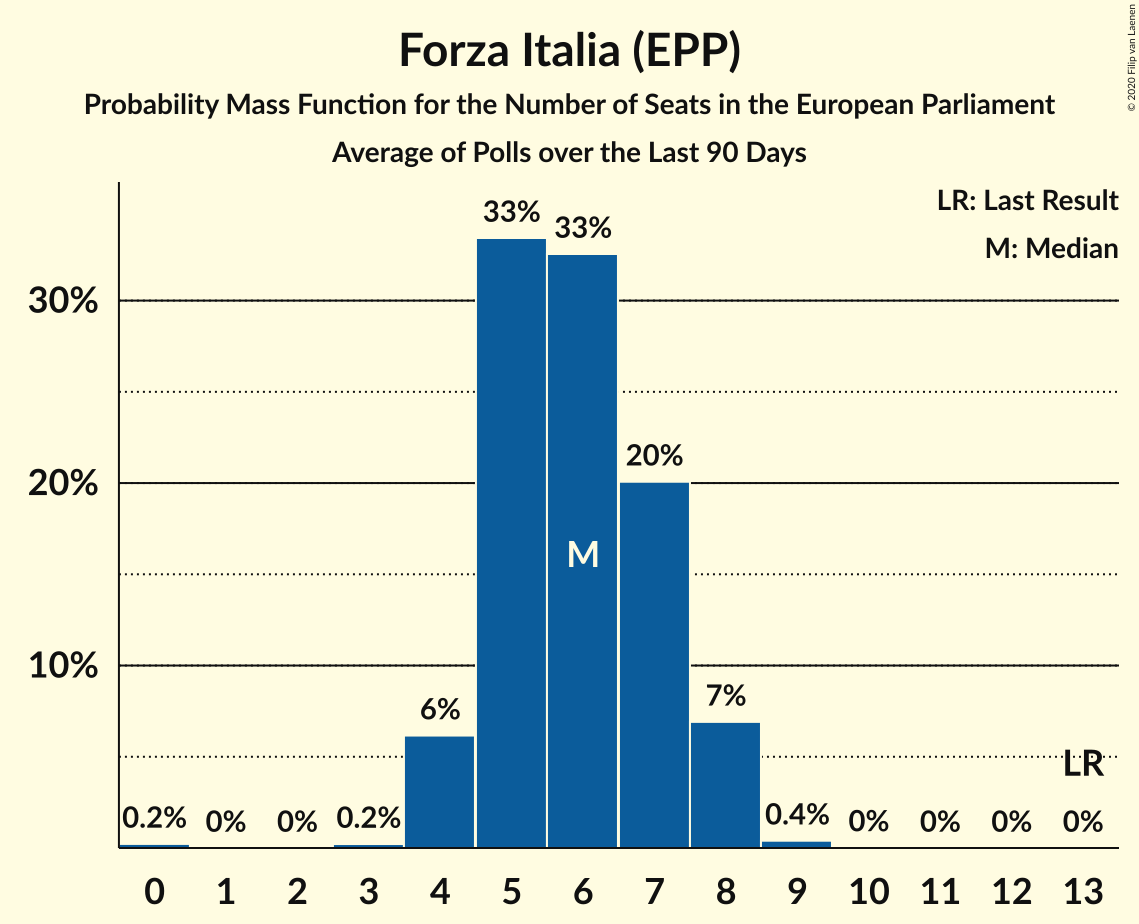 Forza Italia (EPP)
Probability Mass Function for the Number of Seats in the European Parliament
Average of Polls over the Last 90 Days
© 2020 Filip van Laenen
LR: Last Result
M: Median
33%
33%
30%
20%
20%
M
10%
7%
6%
LR
0.2%
0%
0%
0.2%
0.4%
0%
0%
0%
0%
0 1 2 3 4 5 6 7 8 9 10 11 12 13